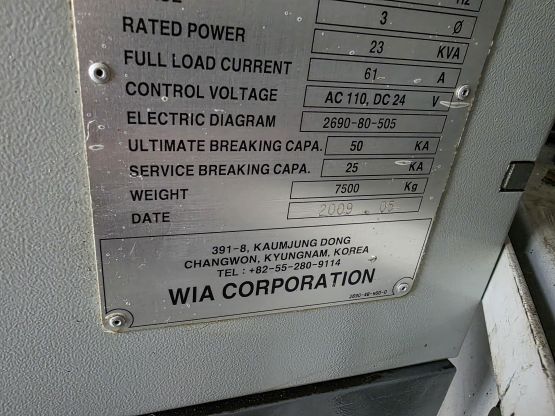 HZ
3 Ø
RATED POWER 23 KVA
FULL LOAD CURRENT 61 A
CONTROL VOLTAGE AC 110, DC 24 V
ELECTRIC DIAGRAM 2690-80-505
ULTIMATE BREAKING CAPA. 50 KA
SERVICE BREAKING CAPA. 25 KA
WEIGHT 7500 Kg
DATE 2009 . 05
391-8, KAUMJUNG DONG
CHANGWON, KYUNGNAM, KOREA
TEL : +82-55-280-9114
WIA CORPORATION